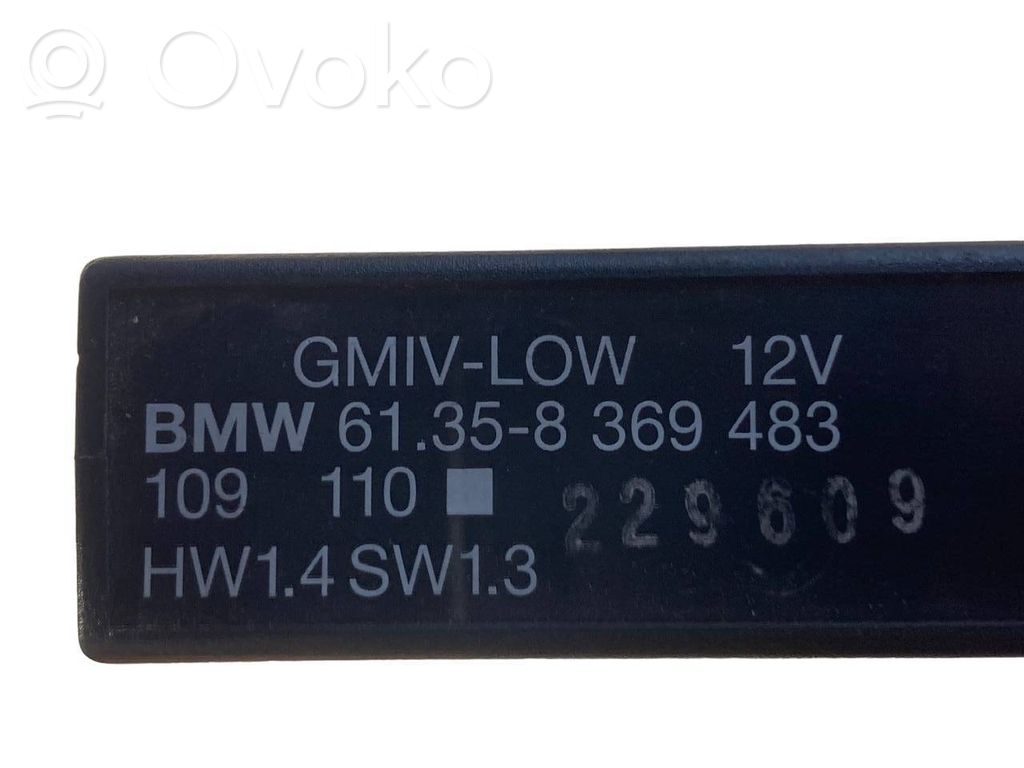 Ovoko
GMIV-LOW 12V
BMW 61.35-8 369 483
109 110 229609
HW1.4 SW1.3